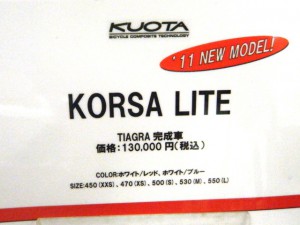 KUOTA
BICYCLE COMPOSITE TECHNOLOGY
'11 NEW MODEL!
KORSA LITE
TIAGRA 完成車
価格：130,000 円（税込）
COLOR:ホワイト/レッド、ホワイト/ブルー
SIZE:450 (XXS) 、470 (XS) 、500 (S) 、530 (M) 、550 (L)